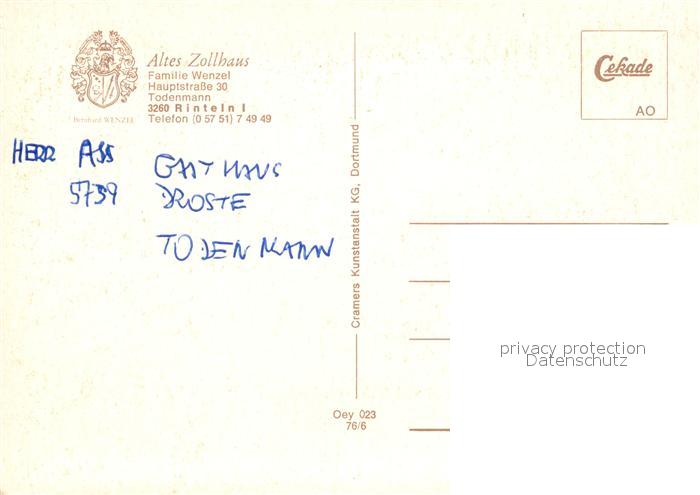 Altes Zollhaus
Familie Wenzel
Hauptstraße 30
Todenmann
3260 Rinteln I
Telefon (0 57 51) 7 49 49
Bernhard WENZEL
HERR ASS
5739
GASTHAUS
DROSTE
TODENMANN
Cramers Kunstanstalt KG, Dortmund
Oey 023
76/6
Cekade
AO
privacy protection
Datenschutz